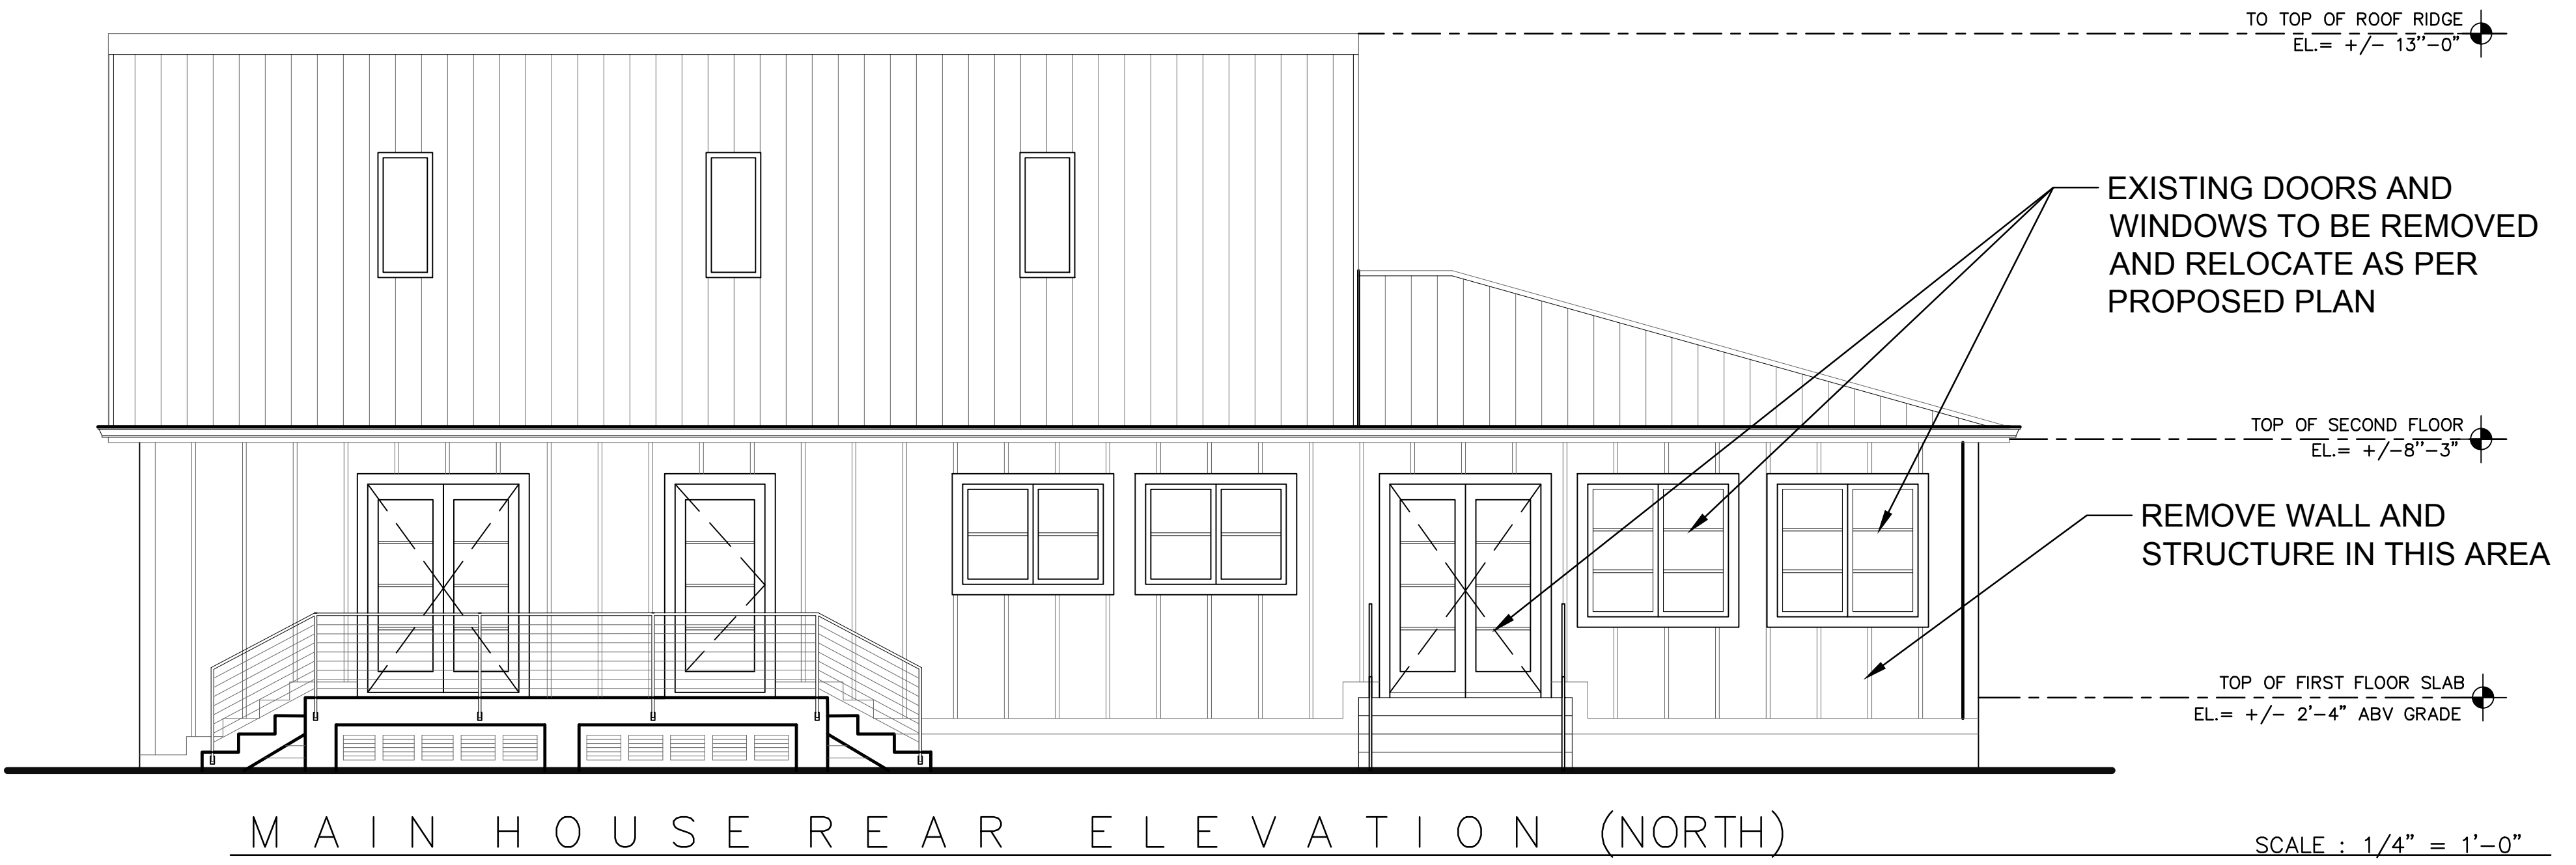 TO TOP OF ROOF RIDGE
EL.= +/- 13''-0"
EXISTING DOORS AND
WINDOWS TO BE REMOVED
AND RELOCATE AS PER
PROPOSED PLAN
TOP OF SECOND FLOOR
EL.= +/-8''-3"
REMOVE WALL AND
STRUCTURE IN THIS AREA
TOP OF FIRST FLOOR SLAB
EL.= +/- 2'-4" ABV GRADE
MAIN HOUSE REAR ELEVATION (NORTH)
SCALE : 1/4" = 1'-0"